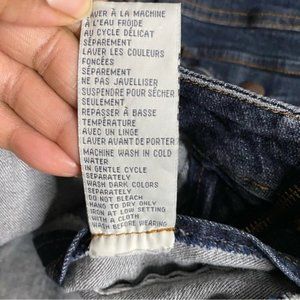 LAVER À LA MACHINE
À L'EAU FROIDE
AU CYCLE DÉLICAT
SÉPAREMENT
LAVER LES COULEURS
FONCÉES
SÉPAREMENT
NE PAS JAVELLISER
SUSPENDRE POUR SÉCHER
SEULEMENT
REPASSER À BASSE
TEMPÉRATURE
AVEC UN LINGE
LAVER AVANT DE PORTER
MACHINE WASH IN COLD
WATER
IN GENTLE CYCLE
SEPARATELY
WASH DARK COLORS
SEPARATELY
DO NOT BLEACH
HANG TO DRY ONLY
IRON AT LOW SETTING
WITH A CLOTH
WASH BEFORE WEARING